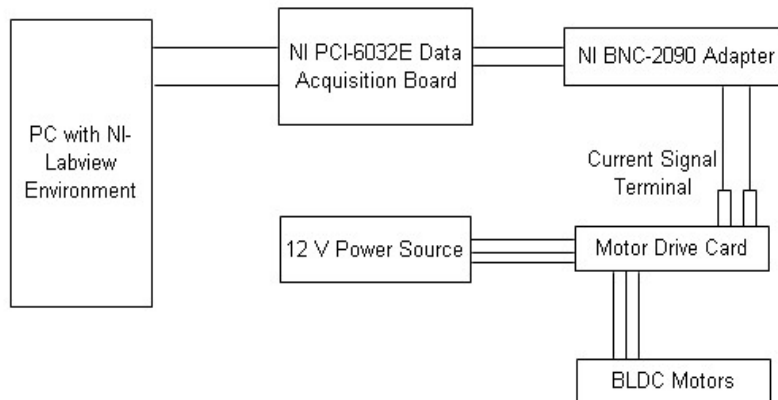 PC with NI-
Labview
Environment
NI PCI-6032E Data
Acquisition Board
NI BNC-2090 Adapter
Current Signal
Terminal
12 V Power Source
Motor Drive Card
BLDC Motors